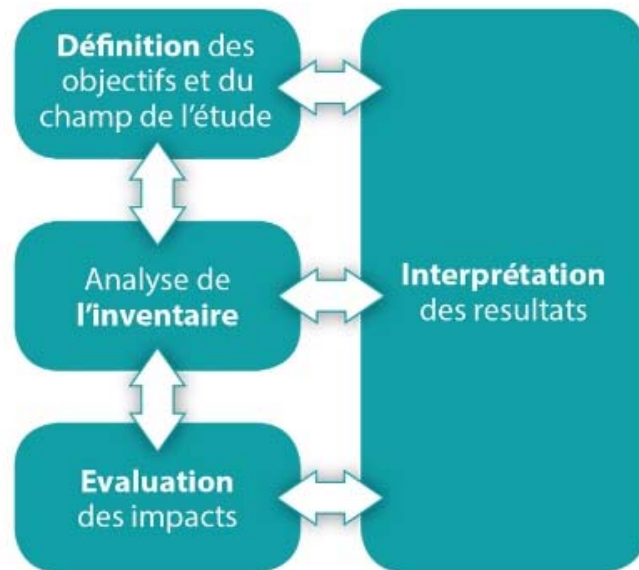 Définition des
objectifs et du
champ de l'étude
Analyse de
l'inventaire
Interprétation
des resultats
Evaluation
des impacts